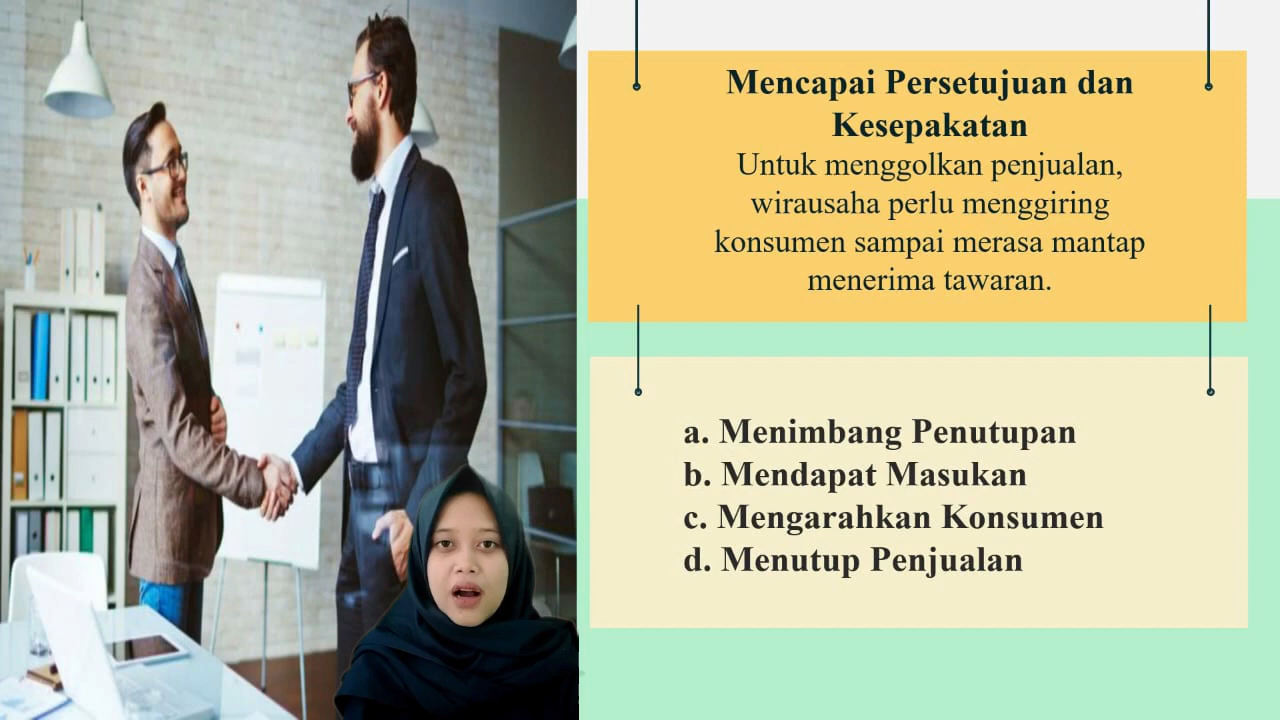 Mencapai Persetujuan dan
Kesepakatan
Untuk menggolkan penjualan,
wirausaha perlu menggiring
konsumen sampai merasa mantap
menerima tawaran.
a. Menimbang Penutupan
b. Mendapat Masukan
c. Mengarahkan Konsumen
d. Menutup Penjualan